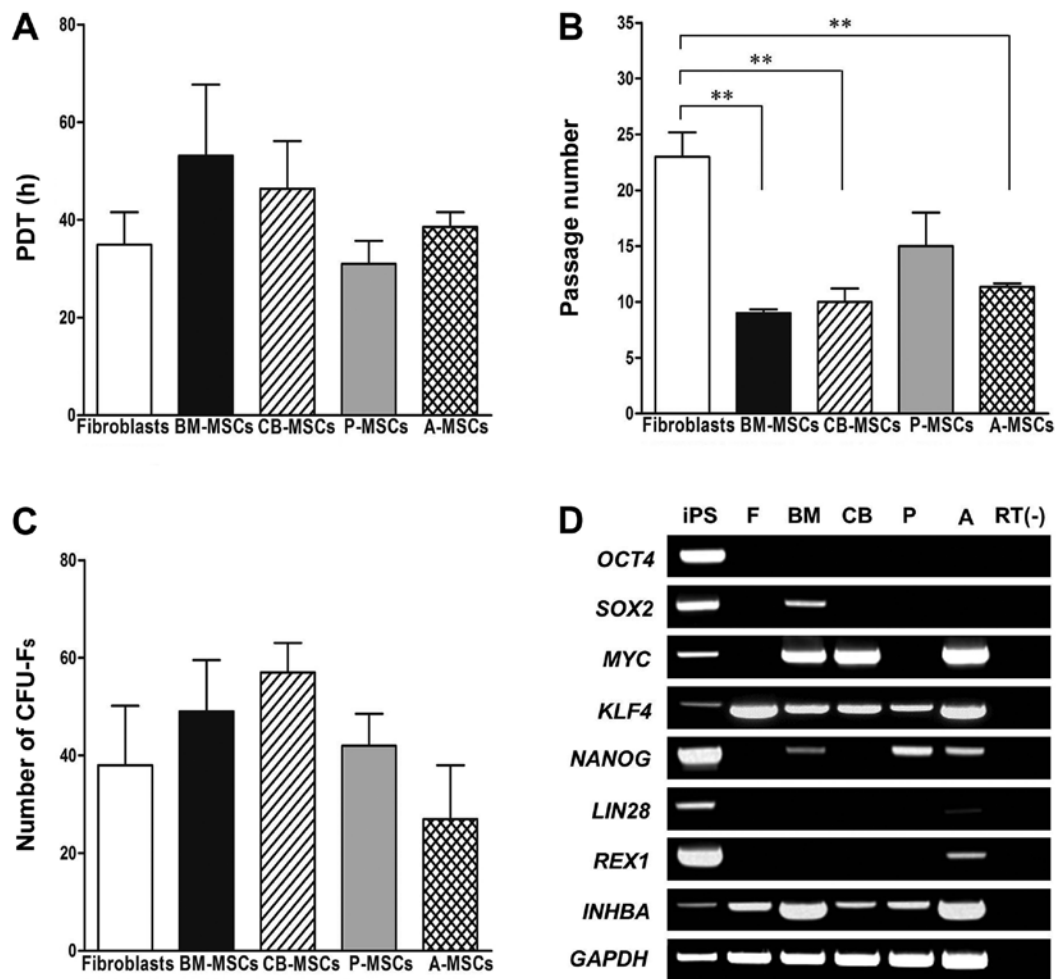 A
PDT (h)
80
60
40
20
0
Fibroblasts BM-MSCs CB-MSCs P-MSCs A-MSCs
B
Passage number
35
30
25
20
15
10
5
0
**
**
**
Fibroblasts BM-MSCs CB-MSCs P-MSCs A-MSCs
C
Number of CFU-Fs
80
60
40
20
0
Fibroblasts BM-MSCs CB-MSCs P-MSCs A-MSCs
D
iPS F BM CB P A RT(-)
OCT4
SOX2
MYC
KLF4
NANOG
LIN28
REX1
INHBA
GAPDH